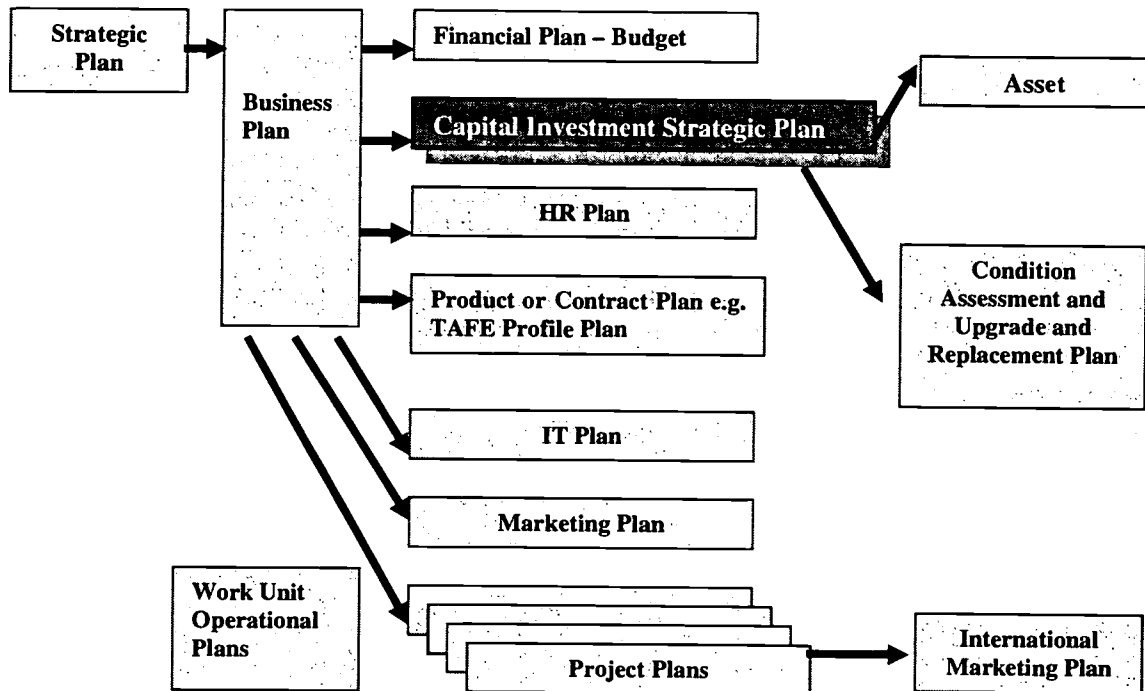 Strategic
Plan
Business
Plan
Financial Plan – Budget
Capital Investment Strategic Plan
HR Plan
Product or Contract Plan e.g.
TAFE Profile Plan
IT Plan
Marketing Plan
Work Unit
Operational
Plans
Project Plans
Asset
Condition
Assessment and
Upgrade and
Replacement Plan
International
Marketing Plan